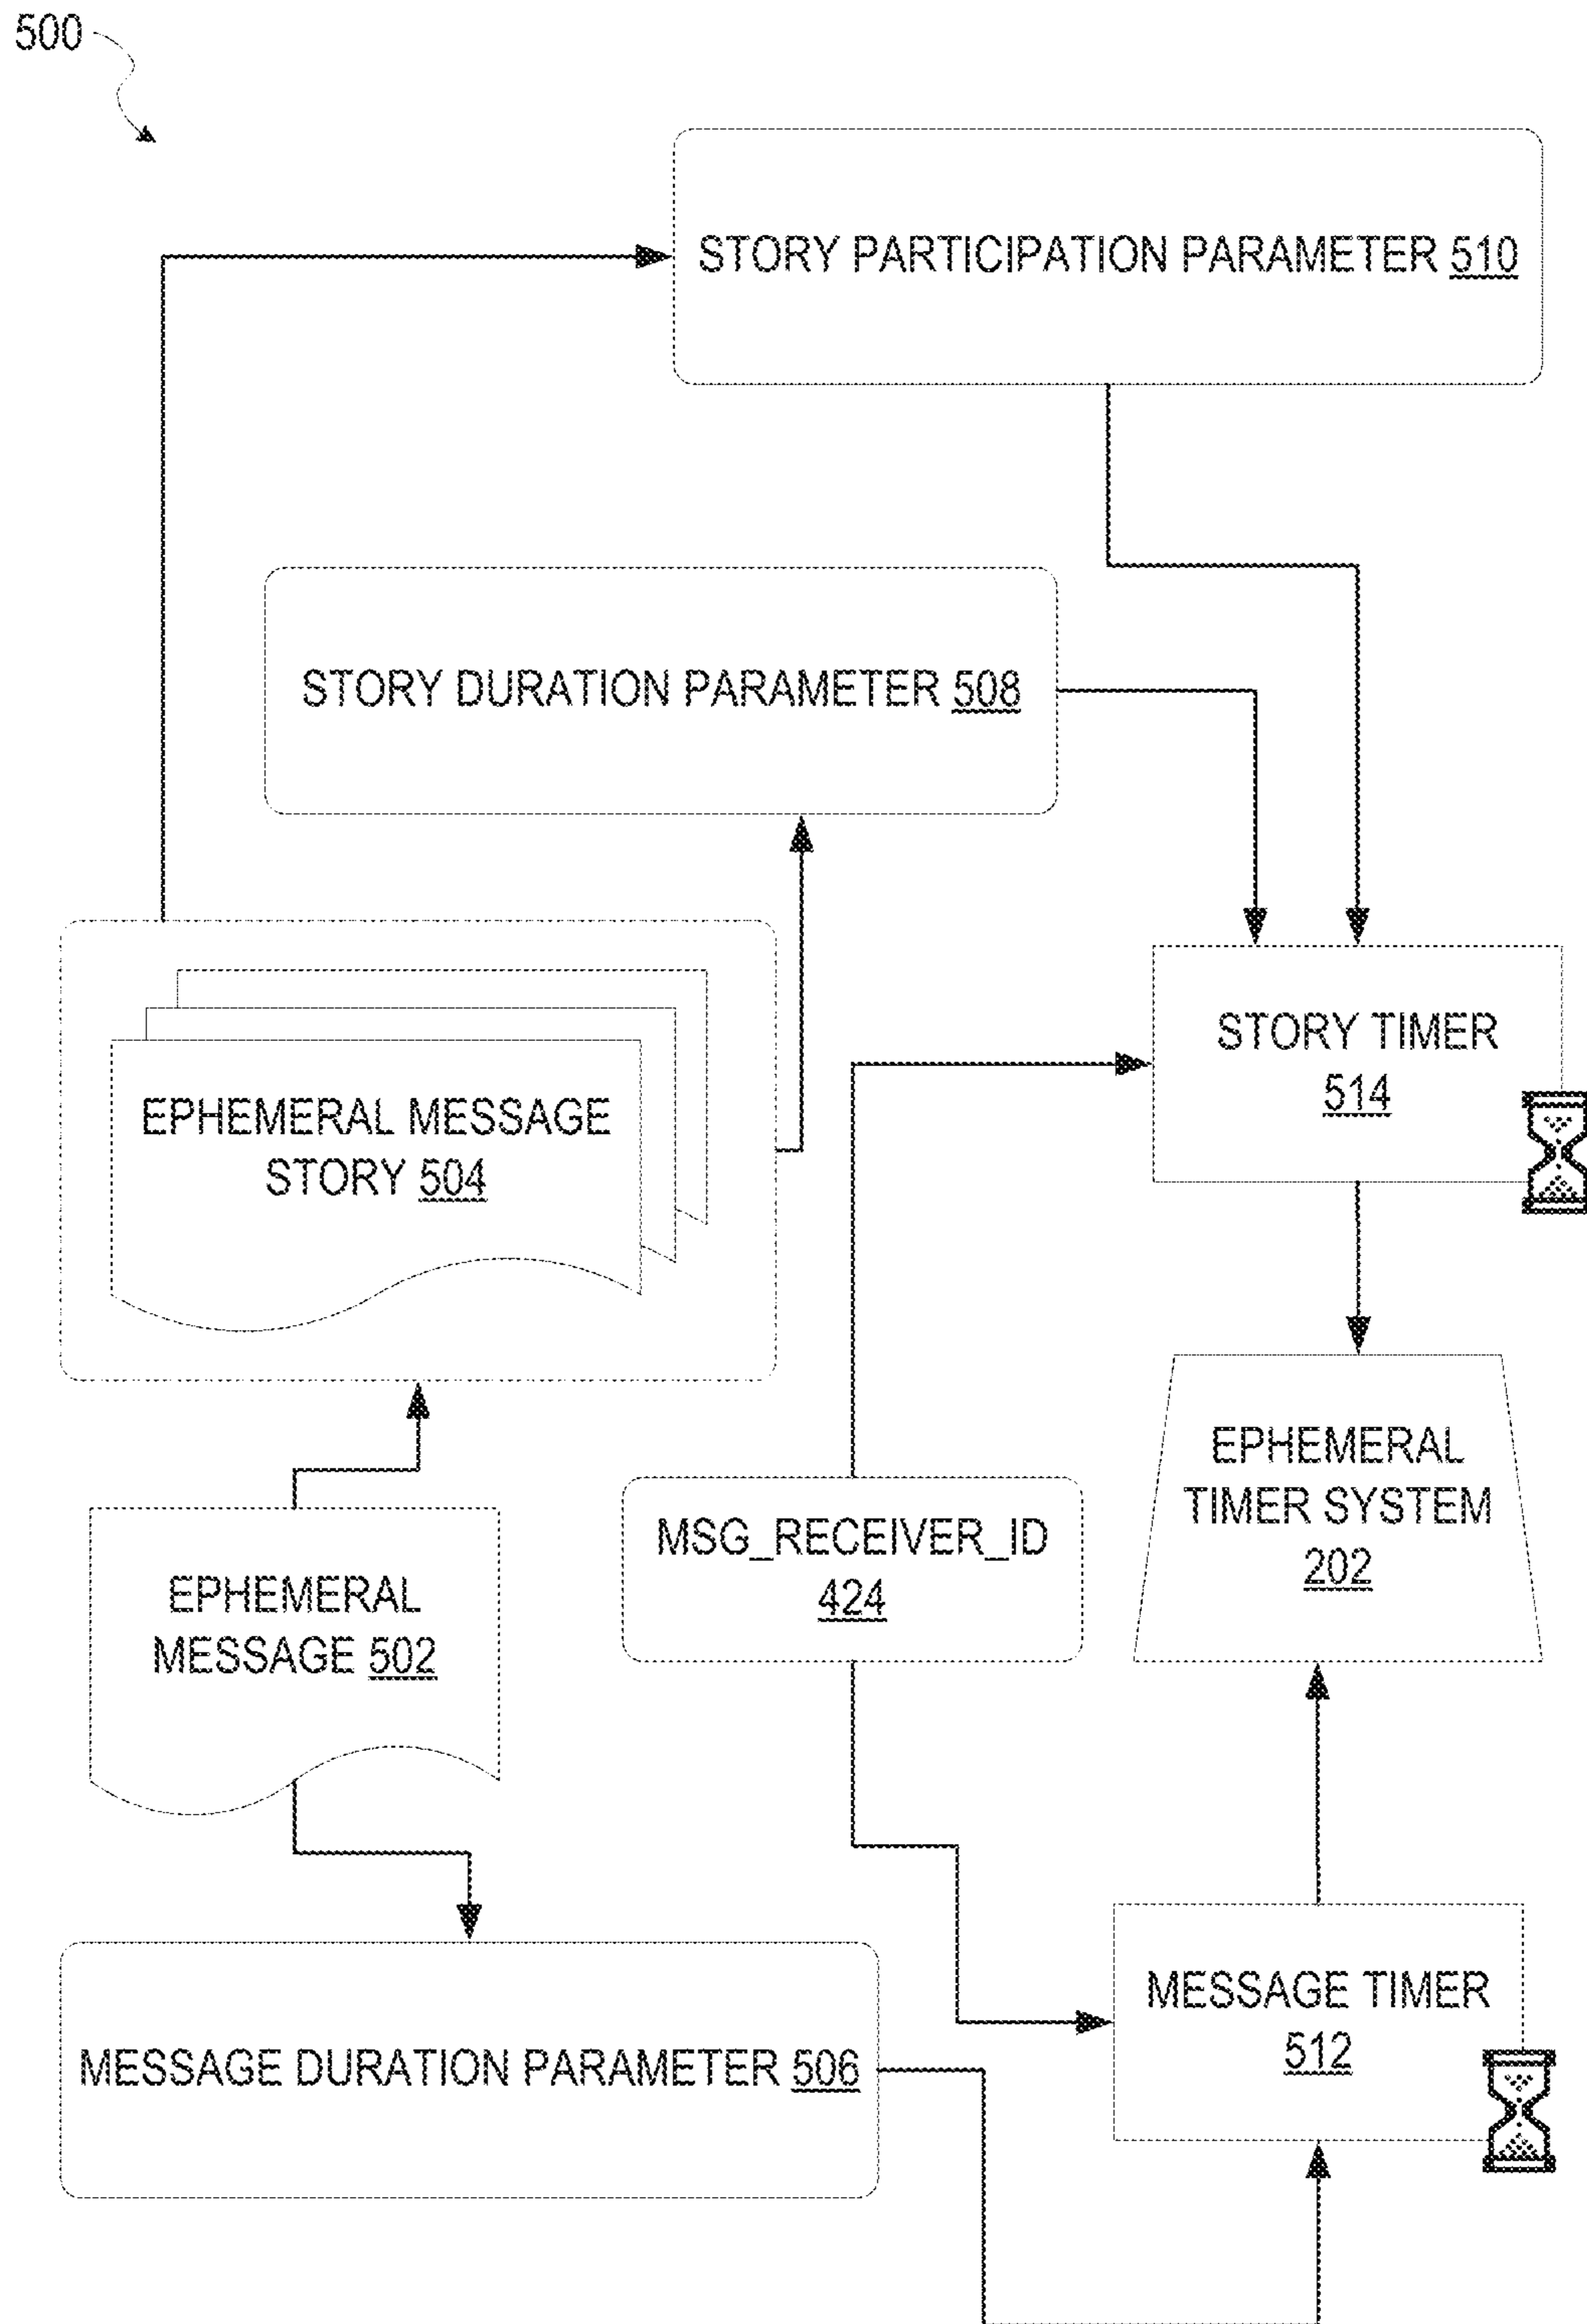 500
STORY PARTICIPATION PARAMETER 510
STORY DURATION PARAMETER 508
STORY TIMER
514
EPHEMERAL MESSAGE
STORY 504
EPHEMERAL
TIMER SYSTEM
202
MSG_RECEIVER_ID
424
EPHEMERAL
MESSAGE 502
MESSAGE TIMER
512
MESSAGE DURATION PARAMETER 506